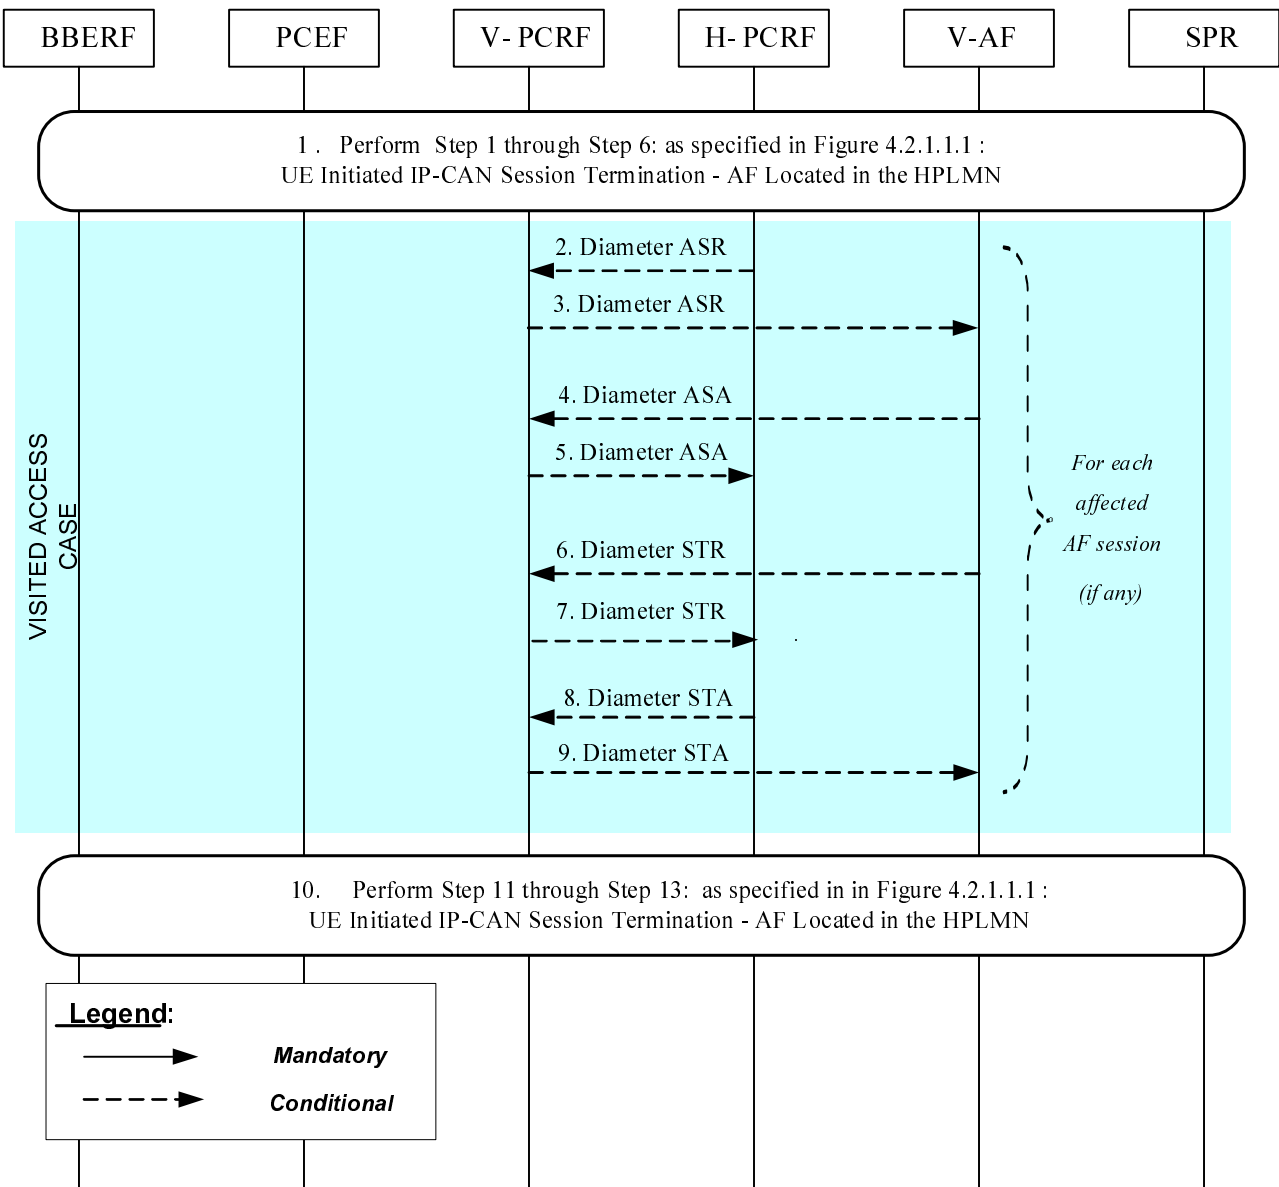 BBERF
PCEF
V- PCRF
H- PCRF
V-AF
SPR
1 . Perform Step 1 through Step 6: as specified in Figure 4.2.1.1.1 :
UE Initiated IP-CAN Session Termination - AF Located in the HPLMN
2. Diameter ASR
3. Diameter ASR
4. Diameter ASA
5. Diameter ASA
6. Diameter STR
7. Diameter STR
8. Diameter STA
9. Diameter STA
VISITED ACCESS
CASE
For each
affected
AF session
(if any)
10. Perform Step 11 through Step 13: as specified in in Figure 4.2.1.1.1 :
UE Initiated IP-CAN Session Termination - AF Located in the HPLMN
Legend:
Mandatory
Conditional